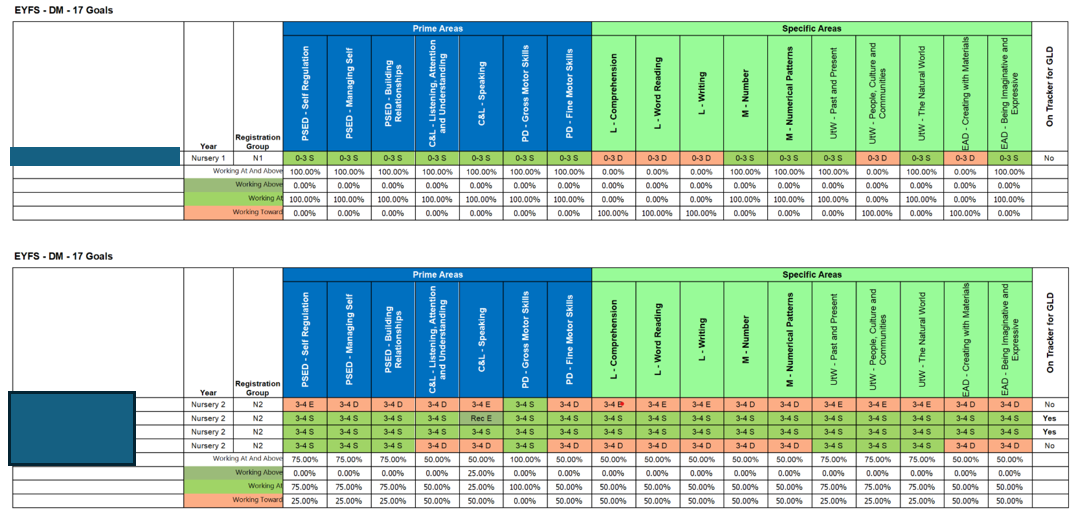 EYFS - DM - 17 Goals
Prime Areas Specific Areas
Year Registration Group PSED - Self Regulation PSED - Managing Self PSED - Building Relationships C&L - Listening, Attention and Understanding C&L - Speaking PD - Gross Motor Skills PD - Fine Motor Skills L - Comprehension L - Word Reading L - Writing M - Number M - Numerical Patterns UtW - Past and Present UtW - People, Culture and Communities UtW - The Natural World EAD - Creating with Materials EAD - Being Imaginative and Expressive On Tracker for GLD
Nursery 1 N1 0-3 S 0-3 S 0-3 S 0-3 S 0-3 S 0-3 S 0-3 S 0-3 D 0-3 D 0-3 D 0-3 S 0-3 S 0-3 S 0-3 D 0-3 S 0-3 D 0-3 S No
Working At And Above 100.00% 100.00% 100.00% 100.00% 100.00% 100.00% 100.00% 0.00% 0.00% 0.00% 100.00% 100.00% 100.00% 0.00% 100.00% 0.00% 100.00%
Working Above 0.00% 0.00% 0.00% 0.00% 0.00% 0.00% 0.00% 0.00% 0.00% 0.00% 0.00% 0.00% 0.00% 0.00% 0.00% 0.00% 0.00%
Working At 100.00% 100.00% 100.00% 100.00% 100.00% 100.00% 100.00% 0.00% 0.00% 0.00% 100.00% 100.00% 100.00% 0.00% 100.00% 0.00% 100.00%
Working Toward 0.00% 0.00% 0.00% 0.00% 0.00% 0.00% 0.00% 100.00% 100.00% 100.00% 0.00% 0.00% 0.00% 100.00% 0.00% 100.00% 0.00%
EYFS - DM - 17 Goals
Prime Areas Specific Areas
Year Registration Group PSED - Self Regulation PSED - Managing Self PSED - Building Relationships C&L - Listening, Attention and Understanding C&L - Speaking PD - Gross Motor Skills PD - Fine Motor Skills L - Comprehension L - Word Reading L - Writing M - Number M - Numerical Patterns UtW - Past and Present UtW - People, Culture and Communities UtW - The Natural World EAD - Creating with Materials EAD - Being Imaginative and Expressive On Tracker for GLD
Nursery 2 N2 3-4 E 3-4 D 3-4 D 3-4 D 3-4 E 3-4 S 3-4 D 3-4 3-4 E 3-4 E 3-4 D 3-4 D 3-4 E 3-4 E 3-4 E 3-4 D 3-4 D No
Nursery 2 N2 3-4 S 3-4 S 3-4 S 3-4 S Rec E 3-4 S 3-4 S 3-4 S 3-4 S 3-4 S 3-4 S 3-4 S 3-4 S 3-4 S 3-4 S 3-4 S 3-4 S Yes
Nursery 2 N2 3-4 S 3-4 S 3-4 S 3-4 S 3-4 S 3-4 S 3-4 S 3-4 S 3-4 S 3-4 S 3-4 S 3-4 S 3-4 S 3-4 S 3-4 S 3-4 S 3-4 S Yes
Nursery 2 N2 3-4 S 3-4 S 3-4 S 3-4 D 3-4 D 3-4 S 3-4 D 3-4 D 3-4 D 3-4 D 3-4 D 3-4 D 3-4 S 3-4 S 3-4 S 3-4 D 3-4 D No
Working At And Above 75.00% 75.00% 75.00% 50.00% 50.00% 100.00% 50.00% 50.00% 50.00% 50.00% 50.00% 50.00% 75.00% 75.00% 75.00% 50.00% 50.00%
Working Above 0.00% 0.00% 0.00% 0.00% 25.00% 0.00% 0.00% 0.00% 0.00% 0.00% 0.00% 0.00% 0.00% 0.00% 0.00% 0.00% 0.00%
Working At 75.00% 75.00% 75.00% 50.00% 25.00% 100.00% 50.00% 50.00% 50.00% 50.00% 50.00% 50.00% 75.00% 75.00% 75.00% 50.00% 50.00%
Working Toward 25.00% 25.00% 25.00% 50.00% 50.00% 0.00% 50.00% 50.00% 50.00% 50.00% 50.00% 50.00% 25.00% 25.00% 25.00% 50.00% 50.00%